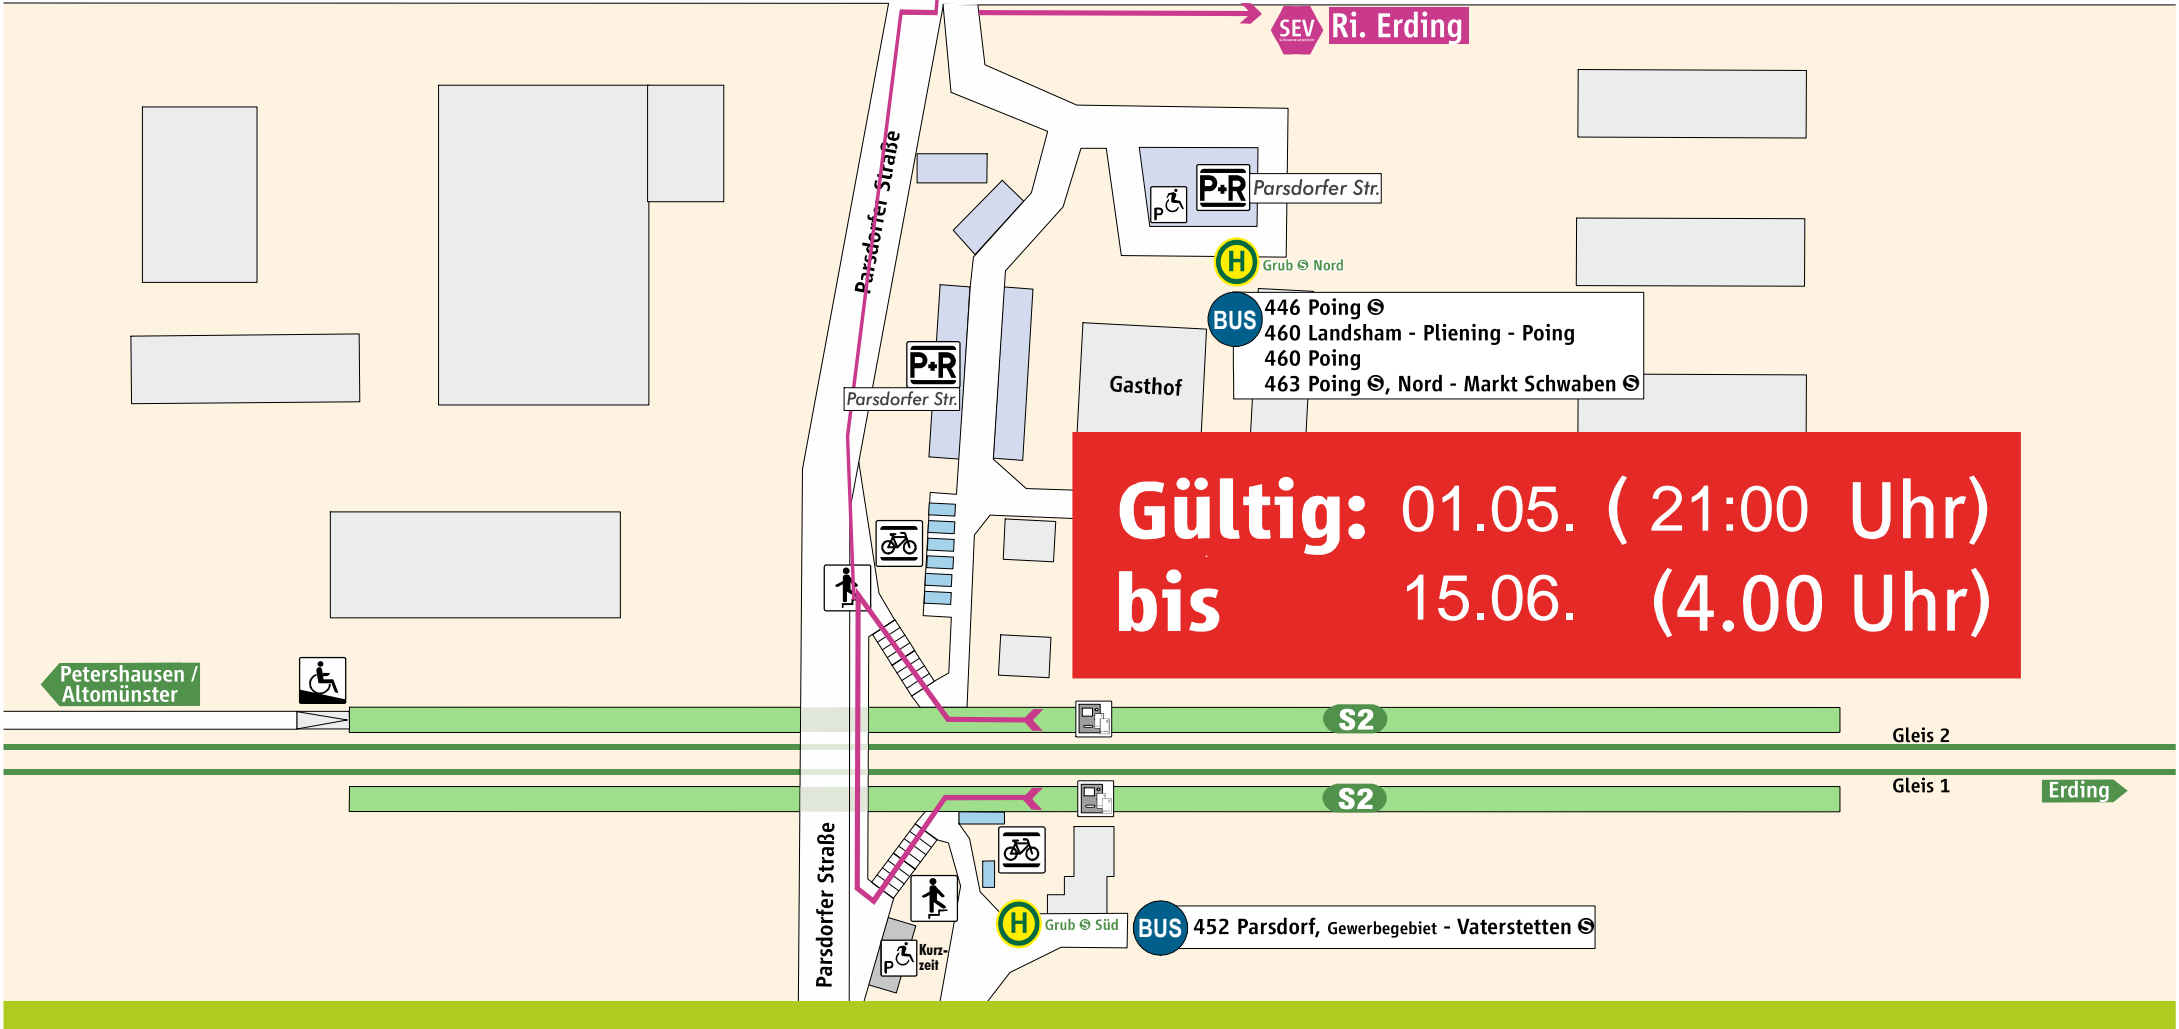 SEV Ri. Erding
Parsdorfer Straße
P+R Parsdorfer Str.
P
H Grub S Nord
BUS
446 Poing S
460 Landsham - Pliening - Poing
460 Poing
463 Poing S, Nord - Markt Schwaben S
P+R
Parsdorfer Str.
Gasthof
Gültig: 01.05. ( 21:00 Uhr)
bis 15.06. (4.00 Uhr)
Petershausen /
Altomünster
S2
Gleis 2
Gleis 1
S2
Erding
Parsdorfer Straße
H Grub S Süd
BUS 452 Parsdorf, Gewerbegebiet - Vaterstetten S
P
Kurz-
zeit